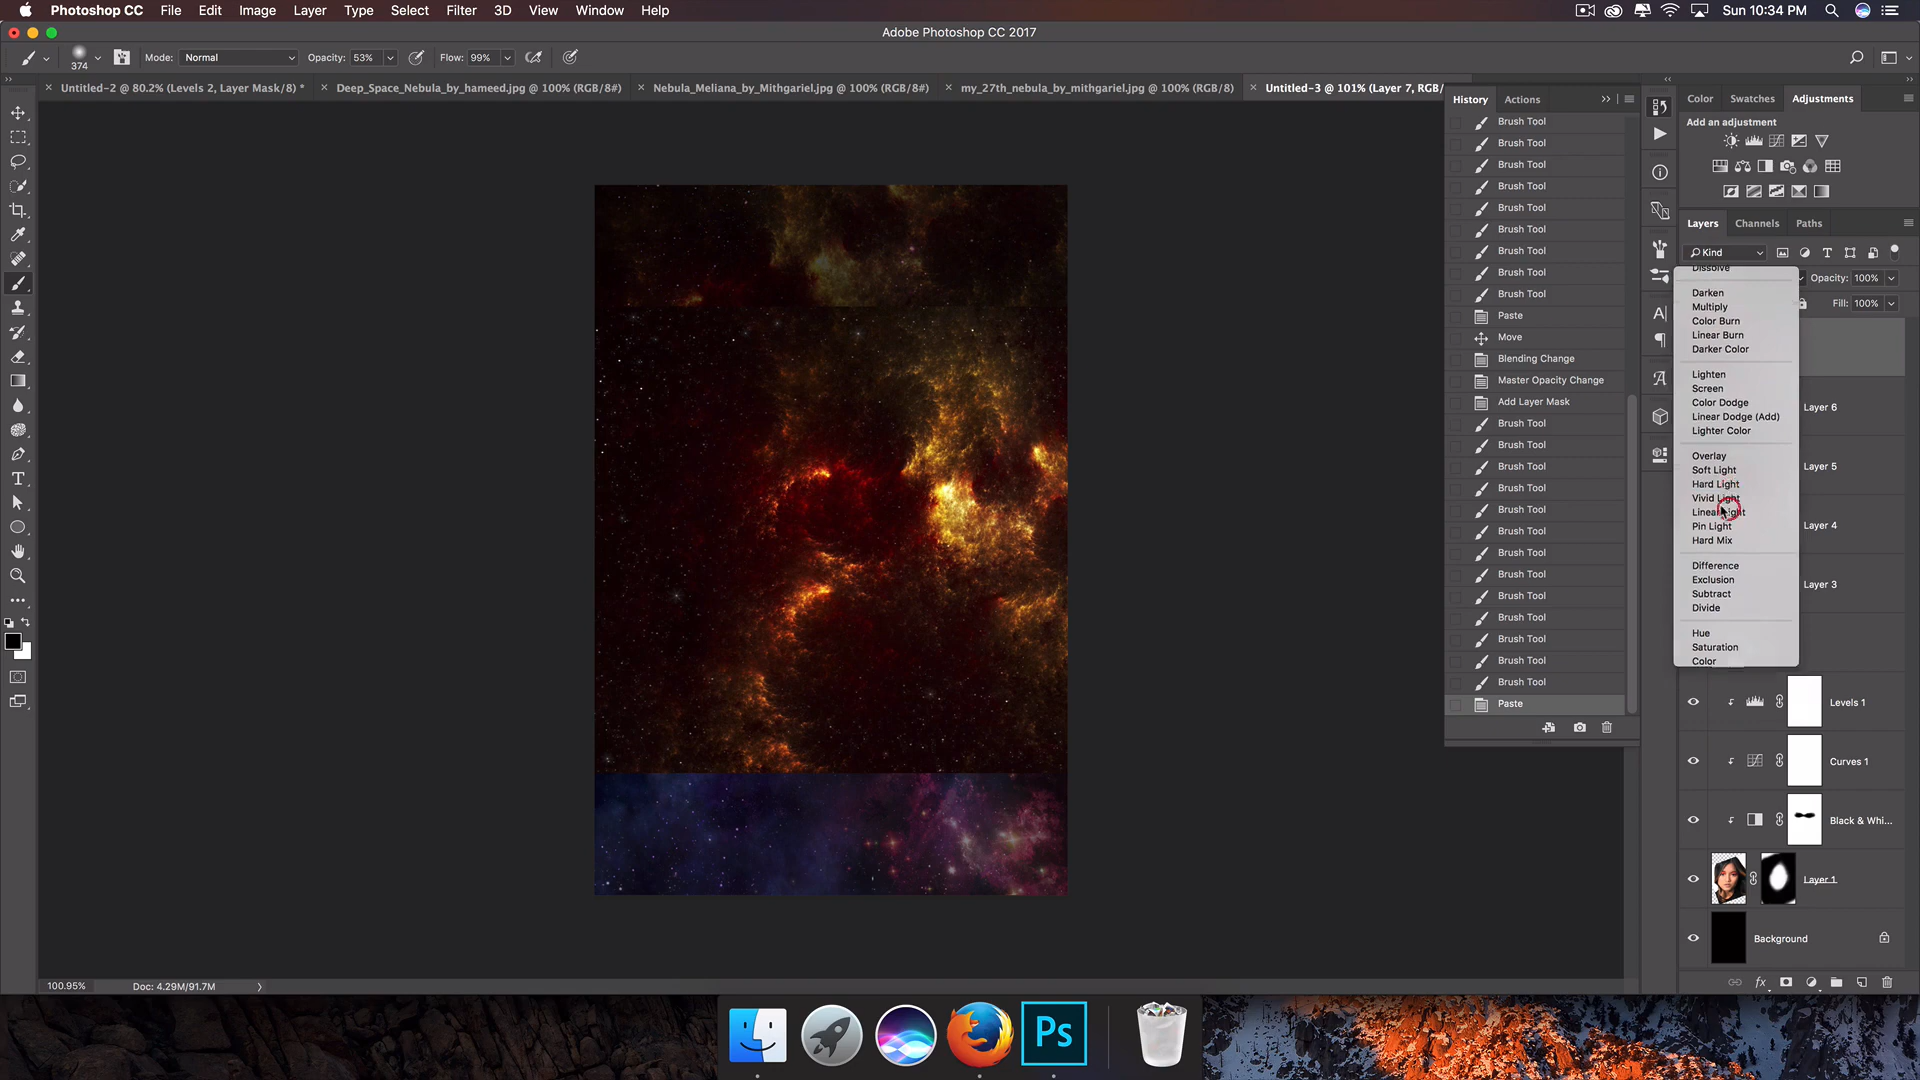 Photoshop CC File Edit Image Layer Type Select Filter 3D View Window Help Sun 10:34 PM
Adobe Photoshop CC 2017
374 Mode: Normal Opacity: 53% Flow: 99%
Untitled-2 @ 80.2% (Levels 2, Layer Mask/8) * Deep_Space_Nebula_by_hameed.jpg @ 100% (RGB/8#) Nebula_Meliana_by_Mithgariel.jpg @ 100% (RGB/8#) my_27th_nebula_by_mithgariel.jpg @ 100% (RGB/8) Untitled-3 @ 101% (Layer 7, RGB/
History Actions
Brush Tool
Brush Tool
Brush Tool
Brush Tool
Brush Tool
Brush Tool
Brush Tool
Brush Tool
Brush Tool
Paste
Move
Blending Change
Master Opacity Change
Add Layer Mask
Brush Tool
Brush Tool
Brush Tool
Brush Tool
Brush Tool
Brush Tool
Brush Tool
Brush Tool
Brush Tool
Brush Tool
Brush Tool
Brush Tool
Brush Tool
Paste
Color Swatches Adjustments
Add an adjustment
Layers Channels Paths
Kind
Opacity: 100%
Fill: 100%
Dissolve
Darken
Multiply
Color Burn
Linear Burn
Darker Color
Lighten
Screen
Color Dodge
Linear Dodge (Add)
Lighter Color
Overlay
Soft Light
Hard Light
Vivid Light
Linear Light
Pin Light
Hard Mix
Difference
Exclusion
Subtract
Divide
Hue
Saturation
Color
Layer 6
Layer 5
Layer 4
Layer 3
Levels 1
Curves 1
Black & Whi...
Layer 1
Background
100.95% Doc: 4.29M/91.7M
Ps